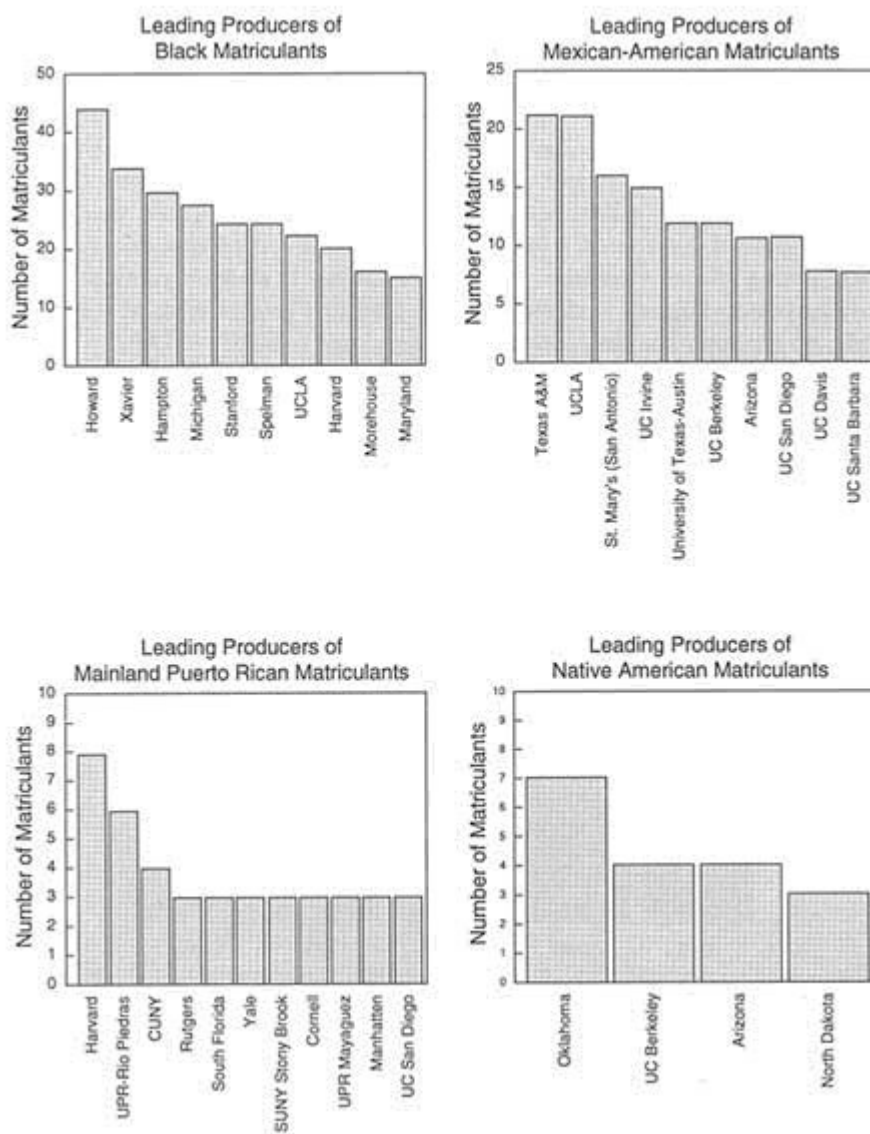 Leading Producers of
Black Matriculants
Number of Matriculants
50
40
30
20
10
0
Howard
Xavier
Hampton
Michigan
Stanford
Spelman
UCLA
Harvard
Morehouse
Maryland
Leading Producers of
Mexican-American Matriculants
Number of Matriculants
25
20
15
10
5
0
Texas A&M
UCLA
St. Mary's (San Antonio)
UC Irvine
University of Texas-Austin
UC Berkeley
Arizona
UC San Diego
UC Davis
UC Santa Barbara
Leading Producers of
Mainland Puerto Rican Matriculants
Number of Matriculants
10
9
8
7
6
5
4
3
2
1
0
Harvard
UPR-Rio Piedras
CUNY
Rutgers
South Florida
Yale
SUNY Stony Brook
Cornell
UPR Mayaguez
Manhatten
UC San Diego
Leading Producers of
Native American Matriculants
Number of Matriculants
10
9
8
7
6
5
4
3
2
1
0
Oklahoma
UC Berkeley
Arizona
North Dakota